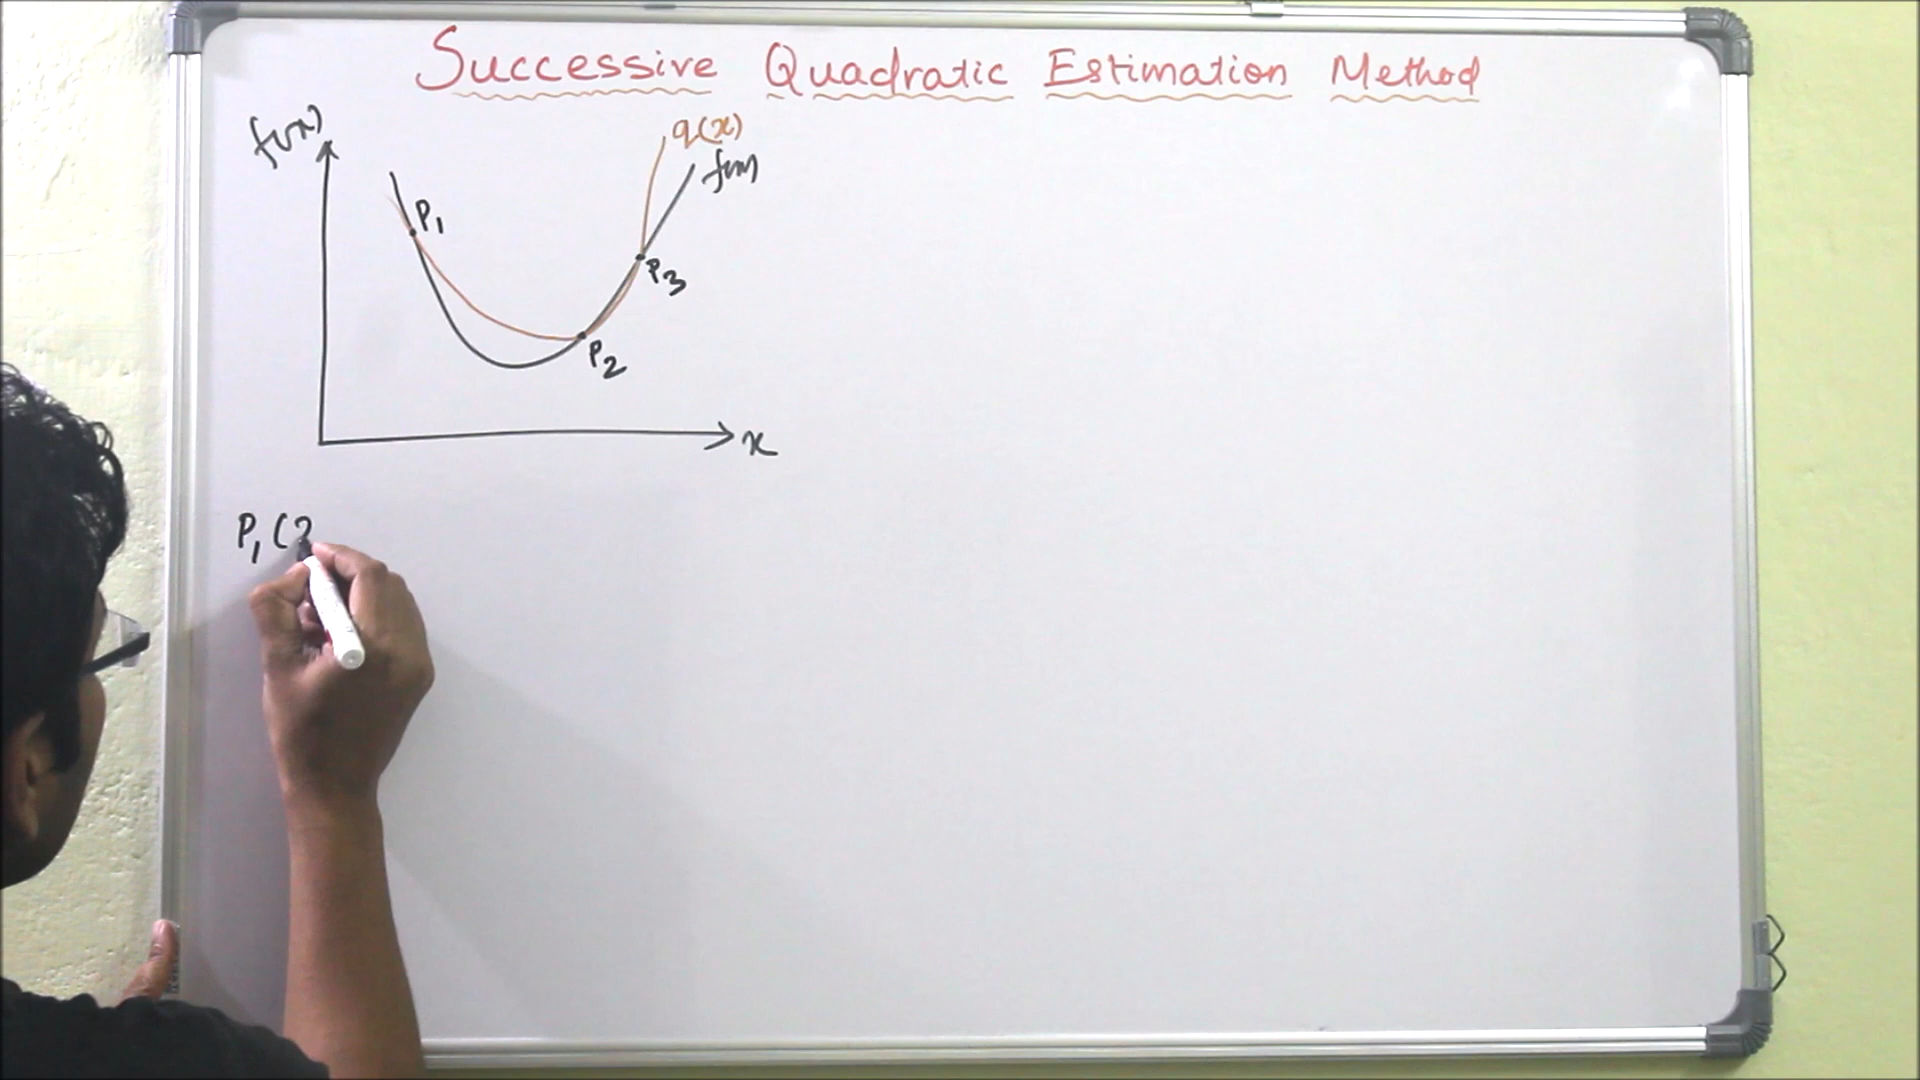 Successive Quadratic Estimation Method
f(x)
q(x)
f(x)
P1
P3
P2
x
P1 (